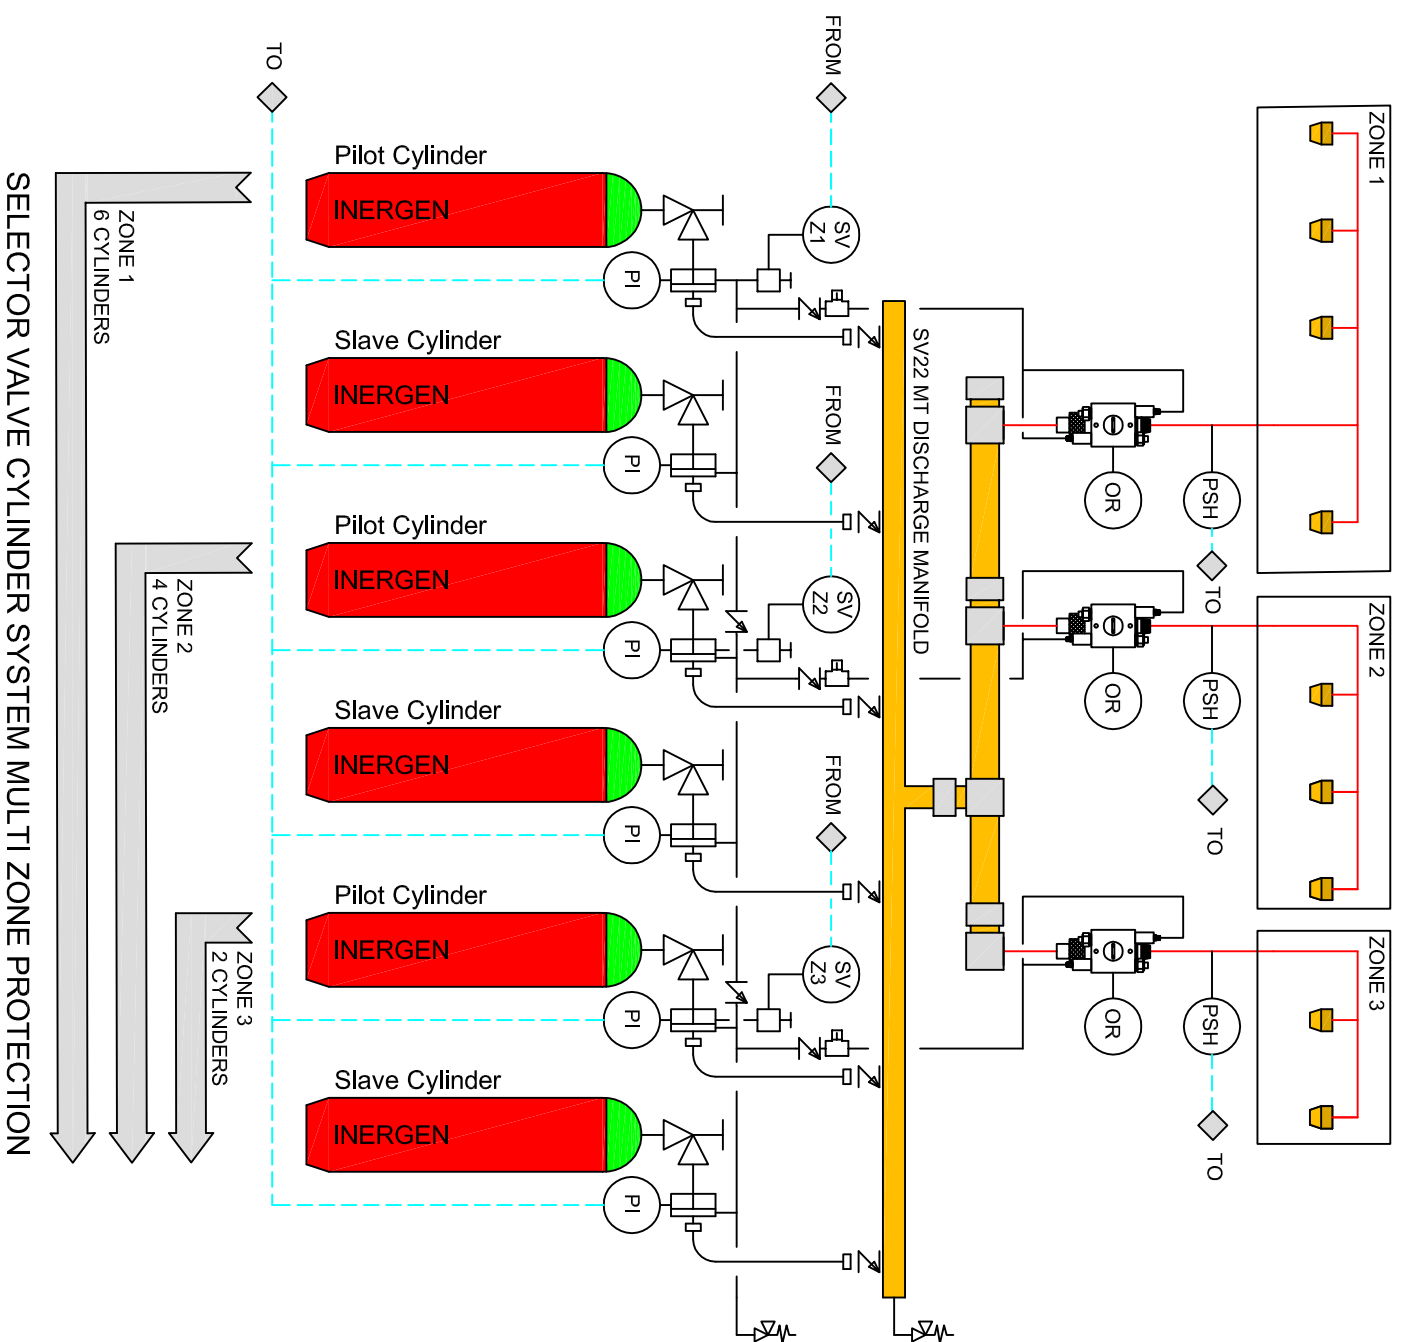 ZONE 1
ZONE 2
ZONE 3
PSH
TO
PSH
TO
PSH
TO
OR
OR
OR
SV22 MT DISCHARGE MANIFOLD
FROM
SV
Z1
FROM
SV
Z2
FROM
SV
Z3
Pilot Cylinder
INERGEN
PI
Slave Cylinder
INERGEN
PI
Pilot Cylinder
INERGEN
PI
Slave Cylinder
INERGEN
PI
Pilot Cylinder
INERGEN
PI
Slave Cylinder
INERGEN
PI
TO
ZONE 1
6 CYLINDERS
ZONE 2
4 CYLINDERS
ZONE 3
2 CYLINDERS
SELECTOR VALVE CYLINDER SYSTEM MULTI ZONE PROTECTION